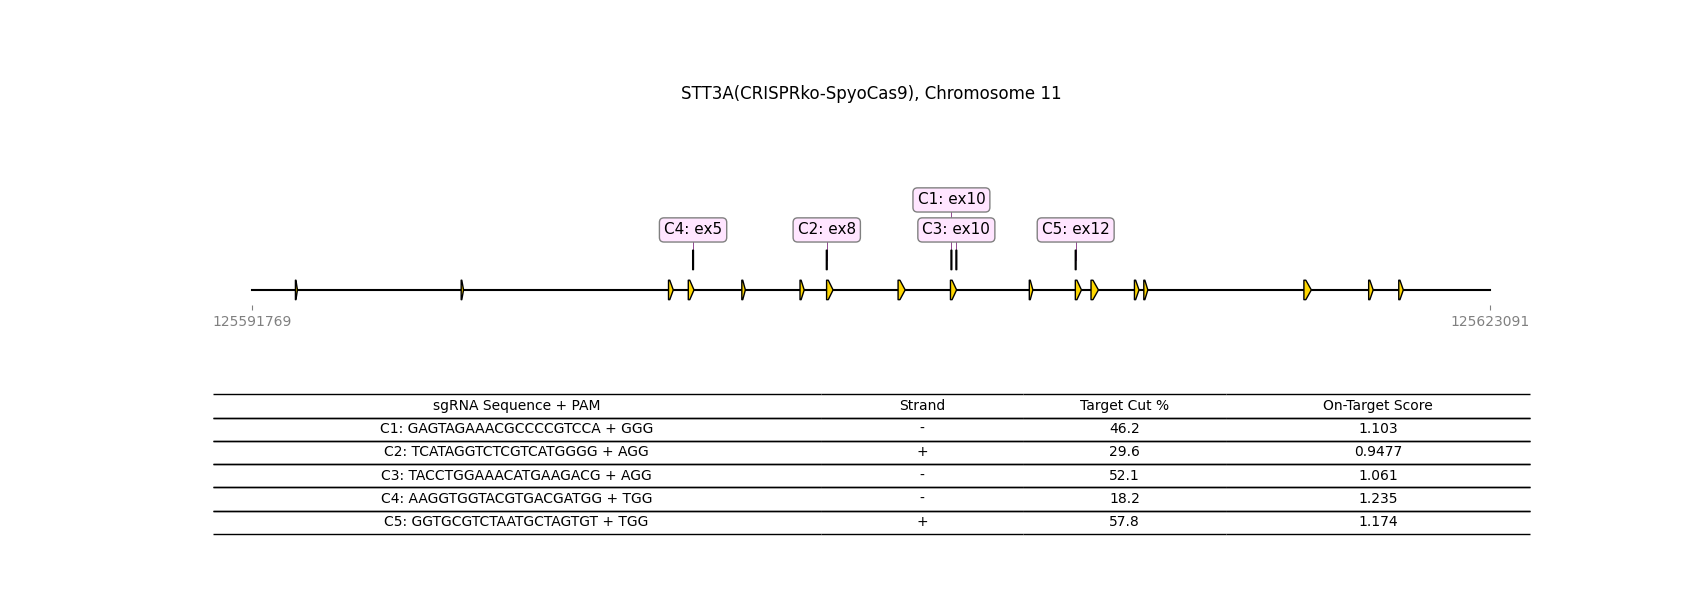 STT3A(CRISPRko-SpyoCas9), Chromosome 11
C1: ex10
C4: ex5 C2: ex8 C3: ex10 C5: ex12
125591769 125623091
sgRNA Sequence + PAM Strand Target Cut % On-Target Score
C1: GAGTAGAAACGCCCCGTCCA + GGG - 46.2 1.103
C2: TCATAGGTCTCGTCATGGGG + AGG + 29.6 0.9477
C3: TACCTGGAAACATGAAGACG + AGG - 52.1 1.061
C4: AAGGTGGTACGTGACGATGG + TGG - 18.2 1.235
C5: GGTGCGTCTAATGCTAGTGT + TGG + 57.8 1.174